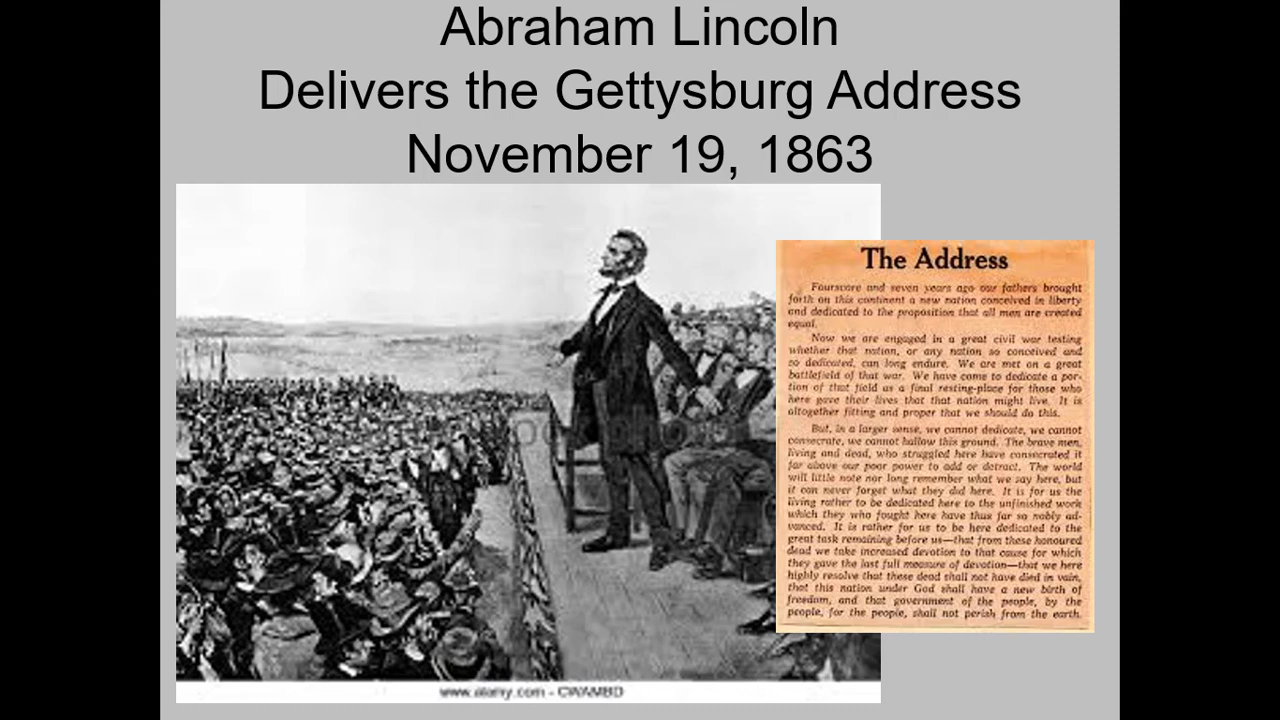 Abraham Lincoln
Delivers the Gettysburg Address
November 19, 1863
The Address
Fourscore and seven years ago our fathers brought
forth on this continent a new nation conceived in liberty
and dedicated to the proposition that all men are created
equal.
Now we are engaged in a great civil war testing
whether that nation, or any nation so conceived and
so dedicated, can long endure. We are met on a great
battlefield of that war. We have come to dedicate a por-
tion of that field as a final resting-place for those who
here gave their lives that that nation might live. It is
altogether fitting and proper that we should do this.
But, in a larger sense, we cannot dedicate, we cannot
consecrate, we cannot hallow this ground. The brave men,
living and dead, who struggled here have consecrated it
far above our poor power to add or detract. The world
will little note nor long remember what we say here, but
it can never forget what they did here. It is for us the
living rather to be dedicated here to the unfinished work
which they who fought here have thus far so nobly ad-
vanced. It is rather for us to be here dedicated to the
great task remaining before us—that from these honoured
dead we take increased devotion to that cause for which
they gave the last full measure of devotion—that we here
highly resolve that these dead shall not have died in vain,
that this nation under God shall have a new birth of
freedom, and that government of the people, by the
people, for the people, shall not perish from the earth.
www.alamy.com - CWAMBD